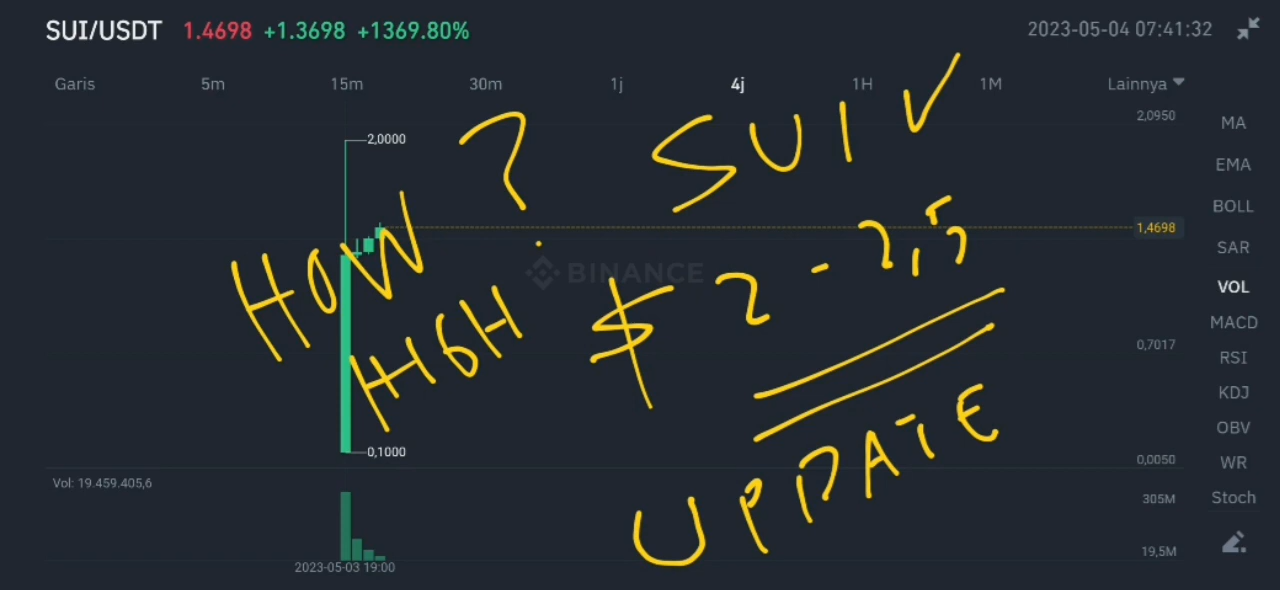 SUI/USDT 1.4698 +1.3698 +1369.80% 2023-05-04 07:41:32
Garis 5m 15m 30m 1j 4j 1H 1M Lainnya
2,0950
2,0000
1,4698
0,7017
0,1000
0,0050
BINANCE
MA
EMA
BOLL
SAR
VOL
MACD
RSI
KDJ
OBV
WR
Stoch
Vol: 19.459.405,6
305M
19,5M
2023-05-03 19:00
HOW
HIGH
?
SUI
$ 2 - 2,5
UPDATE